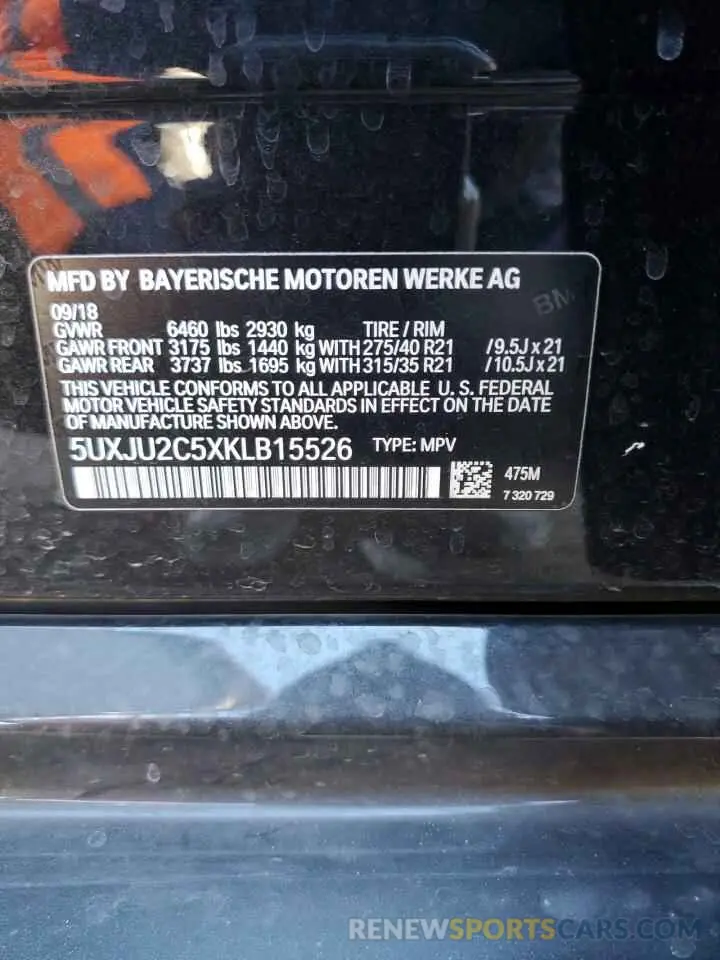 MFD BY BAYERISCHE MOTOREN WERKE AG
BM
09/18
GVWR 6460 lbs 2930 kg TIRE / RIM
GAWR FRONT 3175 lbs 1440 kg WITH 275/40 R21 /9.5J x 21
GAWR REAR 3737 lbs 1695 kg WITH 315/35 R21 /10.5J x 21
THIS VEHICLE CONFORMS TO ALL APPLICABLE U. S. FEDERAL
MOTOR VEHICLE SAFETY STANDARDS IN EFFECT ON THE DATE
OF MANUFACTURE SHOWN ABOVE.
5UXJU2C5XKLB15526 TYPE: MPV
475M
7 320 729
RENEWSPORTSCARS.COM